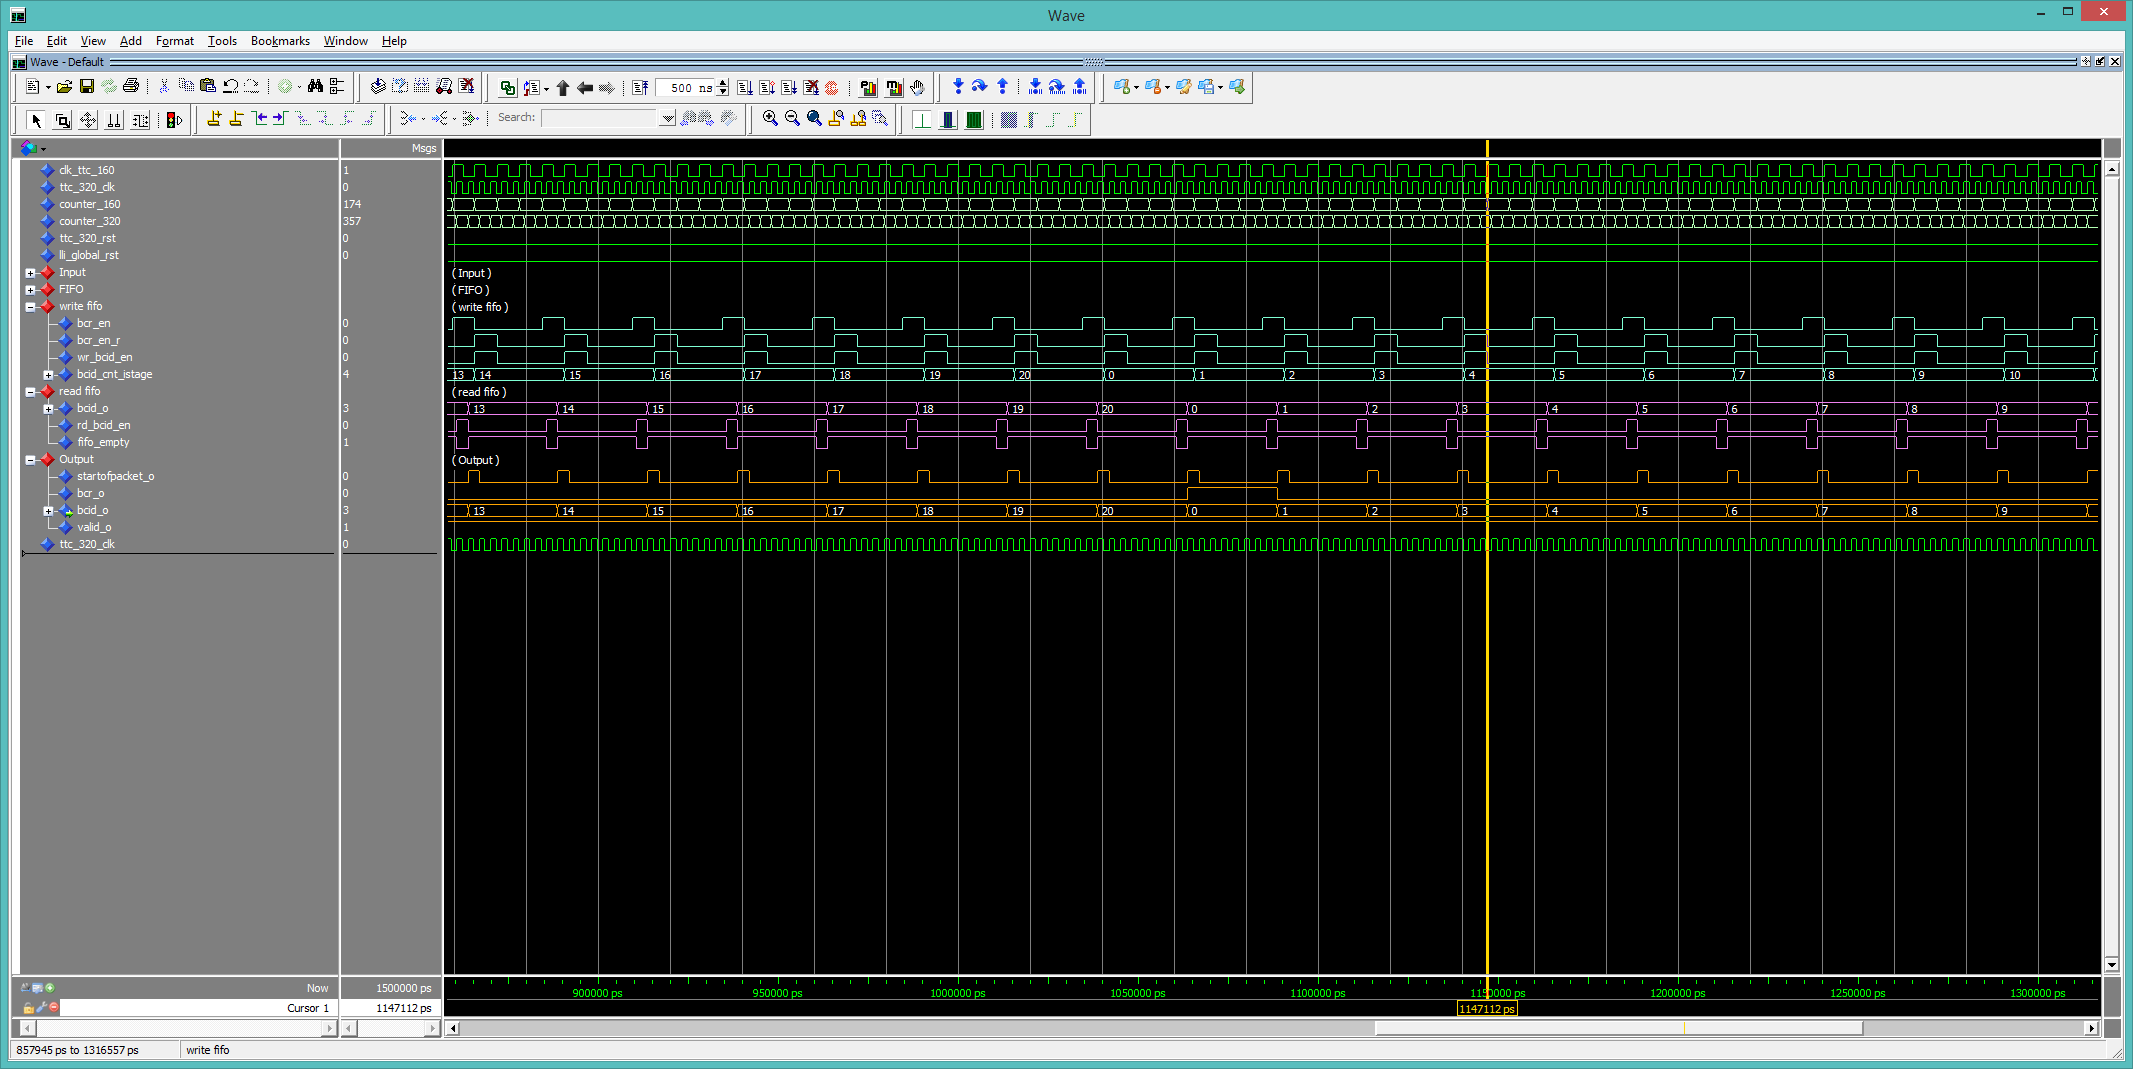 Wave
File Edit View Add Format Tools Bookmarks Window Help
Wave - Default
500 ns
Search:
Msgs
clk_ttc_160 1
ttc_320_clk 0
counter_160 174
counter_320 357
ttc_320_rst 0
lli_global_rst 0
Input ( Input )
FIFO ( FIFO )
write fifo ( write fifo )
bcr_en 0
bcr_en_r 0
wr_bcid_en 0
bcid_cnt_istage 4 13 14 15 16 17 18 19 20 0 1 2 3 4 5 6 7 8 9 10
read fifo ( read fifo )
bcid_o 3 13 14 15 16 17 18 19 20 0 1 2 3 4 5 6 7 8 9
rd_bcid_en 0
fifo_empty 1
Output ( Output )
startofpacket_o 0
bcr_o 0
bcid_o 3 13 14 15 16 17 18 19 20 0 1 2 3 4 5 6 7 8 9
valid_o 1
ttc_320_clk 0
Now 1500000 ps 900000 ps 950000 ps 1000000 ps 1050000 ps 1100000 ps 1150000 ps 1200000 ps 1250000 ps 1300000 ps
Cursor 1 1147112 ps 1147112 ps
857945 ps to 1316557 ps write fifo